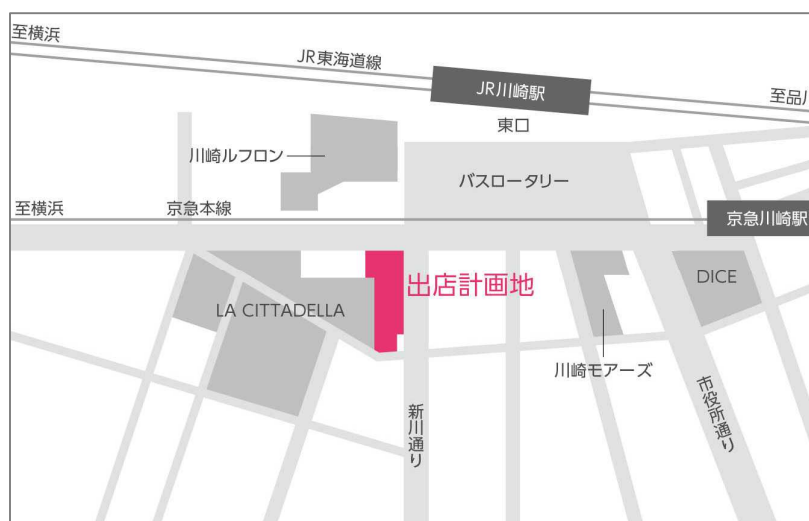 至横浜
JR東海道線
JR川崎駅
至品川
東口
川崎ルフロン
バスロータリー
至横浜
京急本線
京急川崎駅
出店計画地
LA CITTADELLA
DICE
川崎モアーズ
新川通り
市役所通り